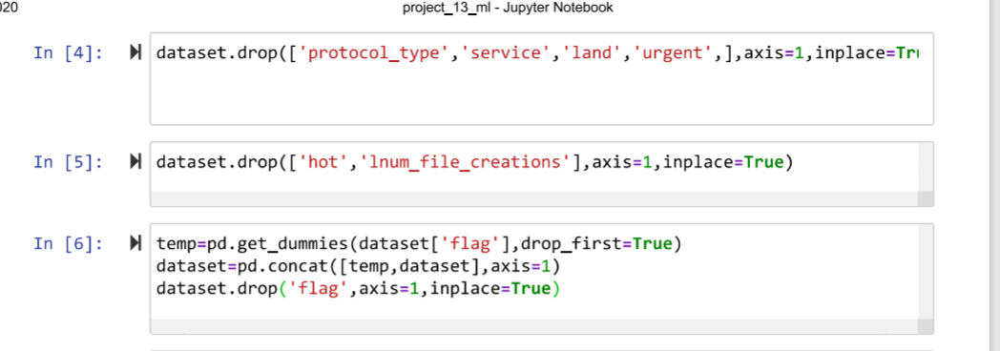 020
project_13_ml - Jupyter Notebook
In [4]: dataset.drop(['protocol_type','service','land','urgent',],axis=1,inplace=Tru
In [5]: dataset.drop(['hot','lnum_file_creations'],axis=1,inplace=True)
In [6]: temp=pd.get_dummies(dataset['flag'],drop_first=True)
dataset=pd.concat([temp,dataset],axis=1)
dataset.drop('flag',axis=1,inplace=True)